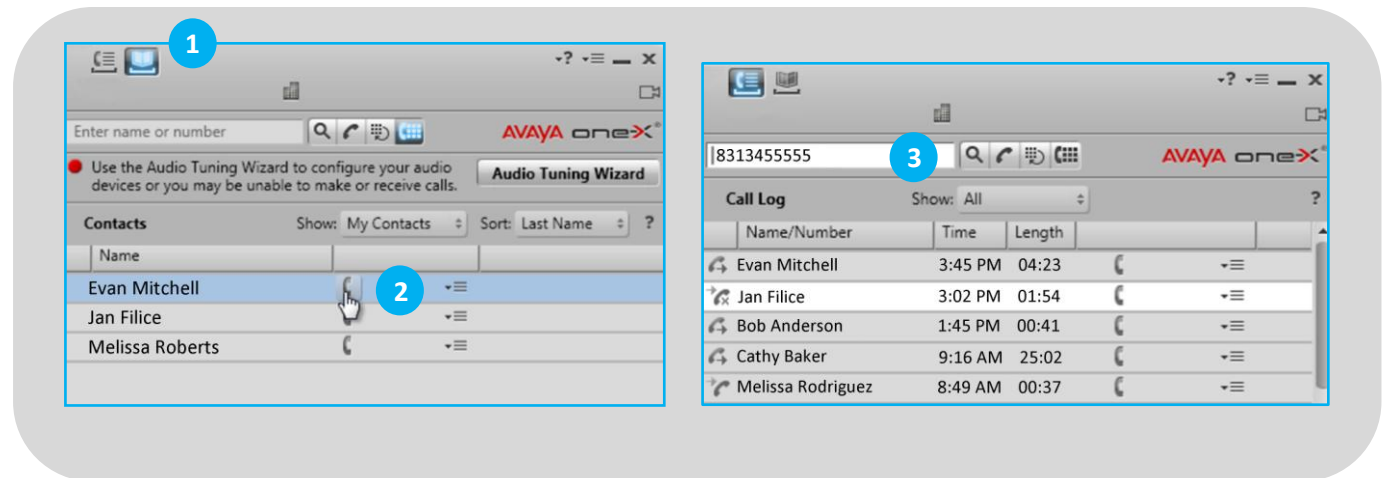 1
?
Enter name or number
AVAYA one-X®
Use the Audio Tuning Wizard to configure your audio
devices or you may be unable to make or receive calls.
Audio Tuning Wizard
Contacts Show: My Contacts Sort: Last Name ?
Name
Evan Mitchell
2
Jan Filice
Melissa Roberts
?
8313455555
3
AVAYA one-X®
Call Log Show: All ?
Name/Number Time Length
Evan Mitchell 3:45 PM 04:23
Jan Filice 3:02 PM 01:54
Bob Anderson 1:45 PM 00:41
Cathy Baker 9:16 AM 25:02
Melissa Rodriguez 8:49 AM 00:37